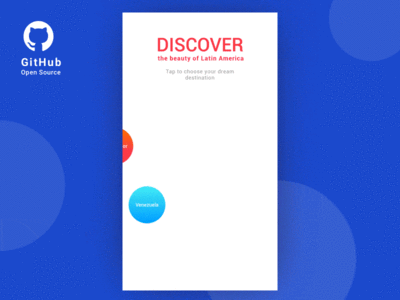 GitHub
Open Source
DISCOVER
the beauty of Latin America
Tap to choose your dream
destination
Venezuela